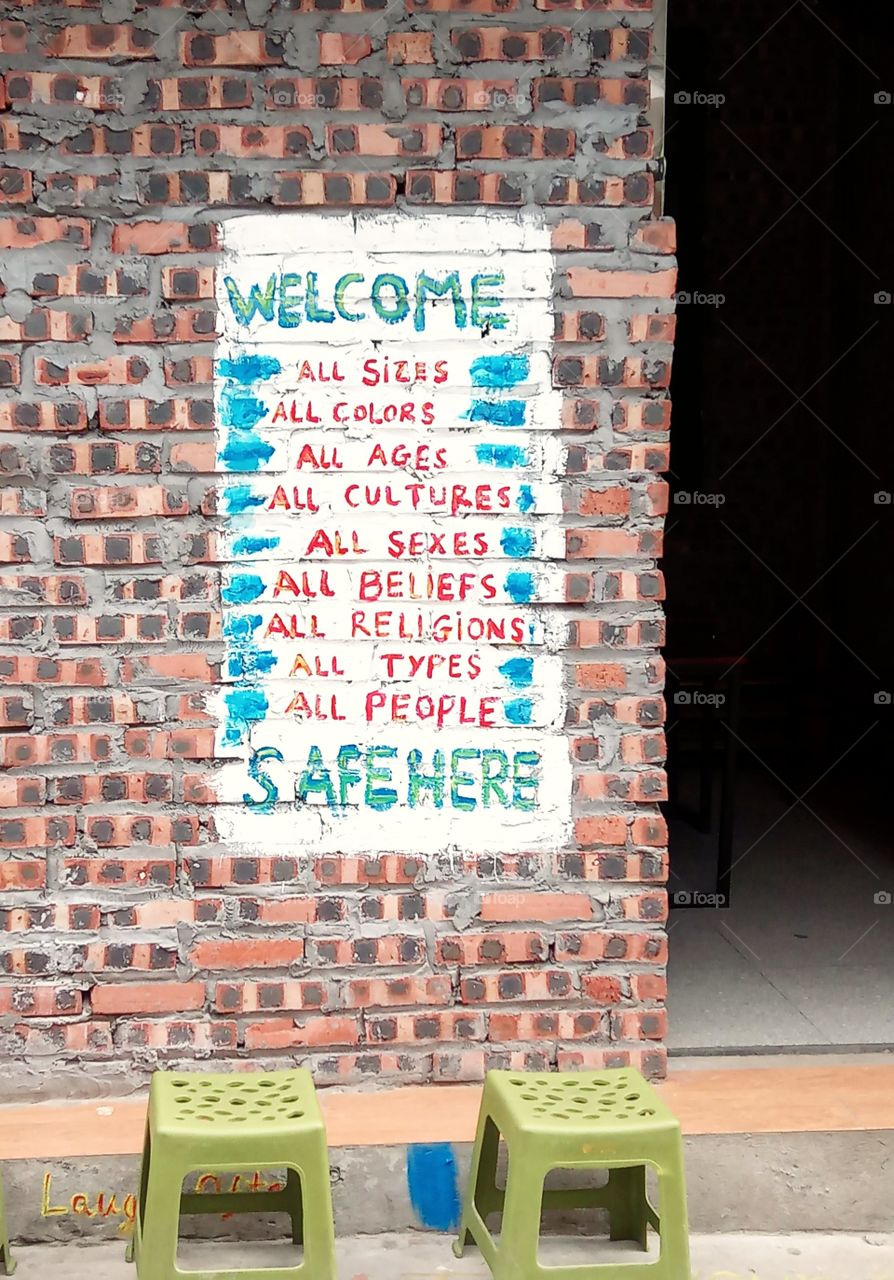 WELCOME
ALL SiZES
ALL COLORS
ALL AGES
ALL CULTURES
ALL SEXES
ALL BELiEFS
ALL RELIGiONS
ALL TYPES
ALL PEOPLE
SAFE HERE